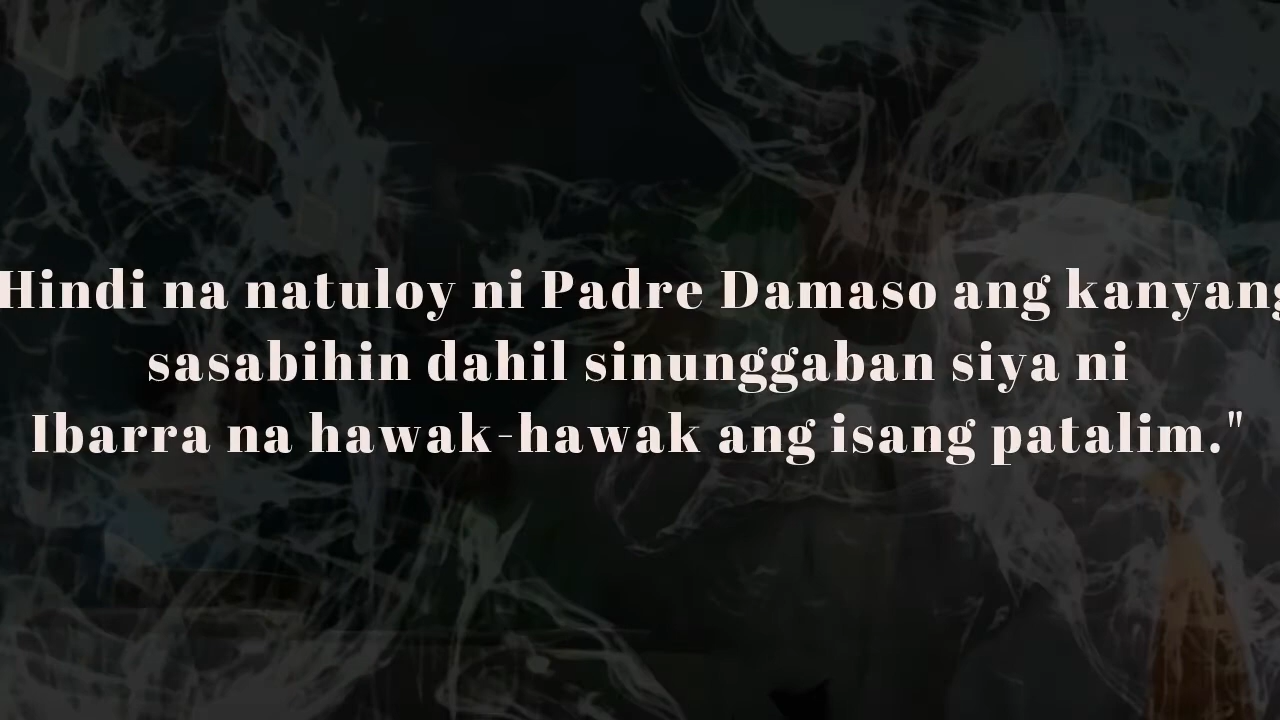 Hindi na natuloy ni Padre Damaso ang kanyang
sasabihin dahil sinunggaban siya ni
Ibarra na hawak-hawak ang isang patalim."